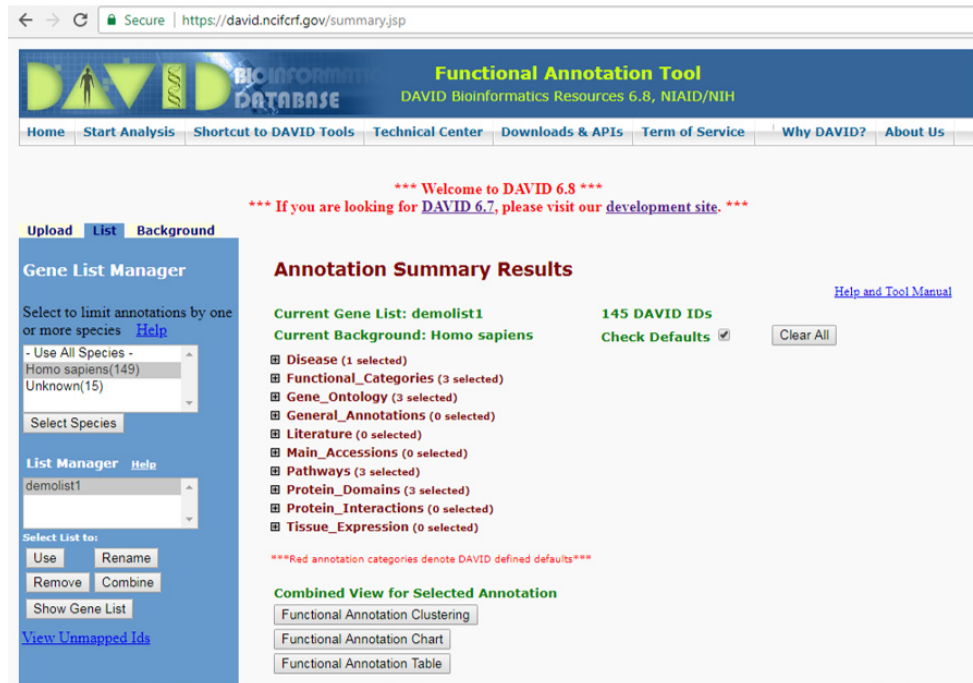 Secure | https://david.ncifcrf.gov/summary.jsp
DAVID BIOINFORMATICS DATABASE
Functional Annotation Tool
DAVID Bioinformatics Resources 6.8, NIAID/NIH
Home Start Analysis Shortcut to DAVID Tools Technical Center Downloads & APIs Term of Service Why DAVID? About Us
*** Welcome to DAVID 6.8 ***
*** If you are looking for DAVID 6.7, please visit our development site. ***
Upload List Background
Gene List Manager
Select to limit annotations by one
or more species Help
- Use All Species -
Homo sapiens(149)
Unknown(15)
Select Species
List Manager Help
demolist1
Select List to:
Use Rename
Remove Combine
Show Gene List
View Unmapped Ids
Annotation Summary Results
Help and Tool Manual
Current Gene List: demolist1 145 DAVID IDs
Current Background: Homo sapiens Check Defaults Clear All
Disease (1 selected)
Functional_Categories (3 selected)
Gene_Ontology (3 selected)
General_Annotations (0 selected)
Literature (0 selected)
Main_Accessions (0 selected)
Pathways (3 selected)
Protein_Domains (3 selected)
Protein_Interactions (0 selected)
Tissue_Expression (0 selected)
***Red annotation categories denote DAVID defined defaults***
Combined View for Selected Annotation
Functional Annotation Clustering
Functional Annotation Chart
Functional Annotation Table